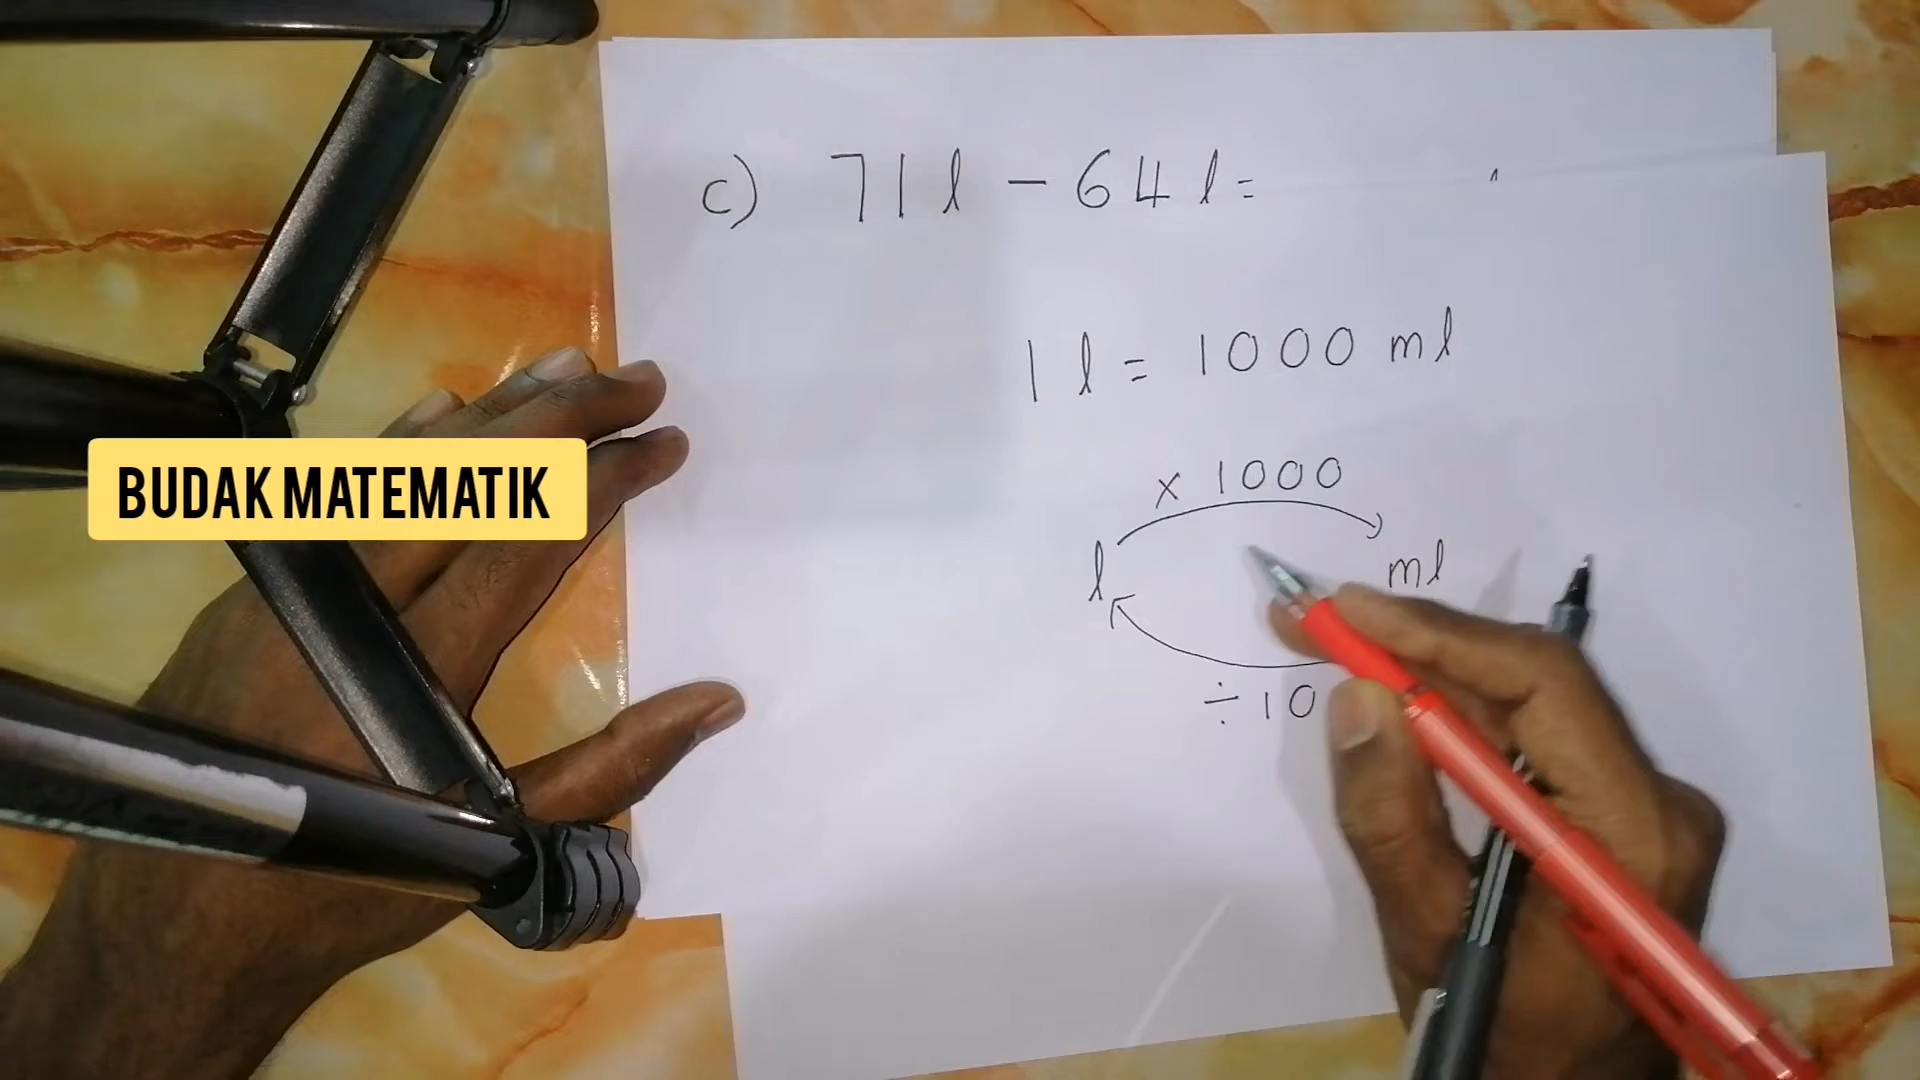 c) 71 l - 64 l =
1 l = 1000 ml
x 1000
l ml
÷ 10
BUDAK MATEMATIK